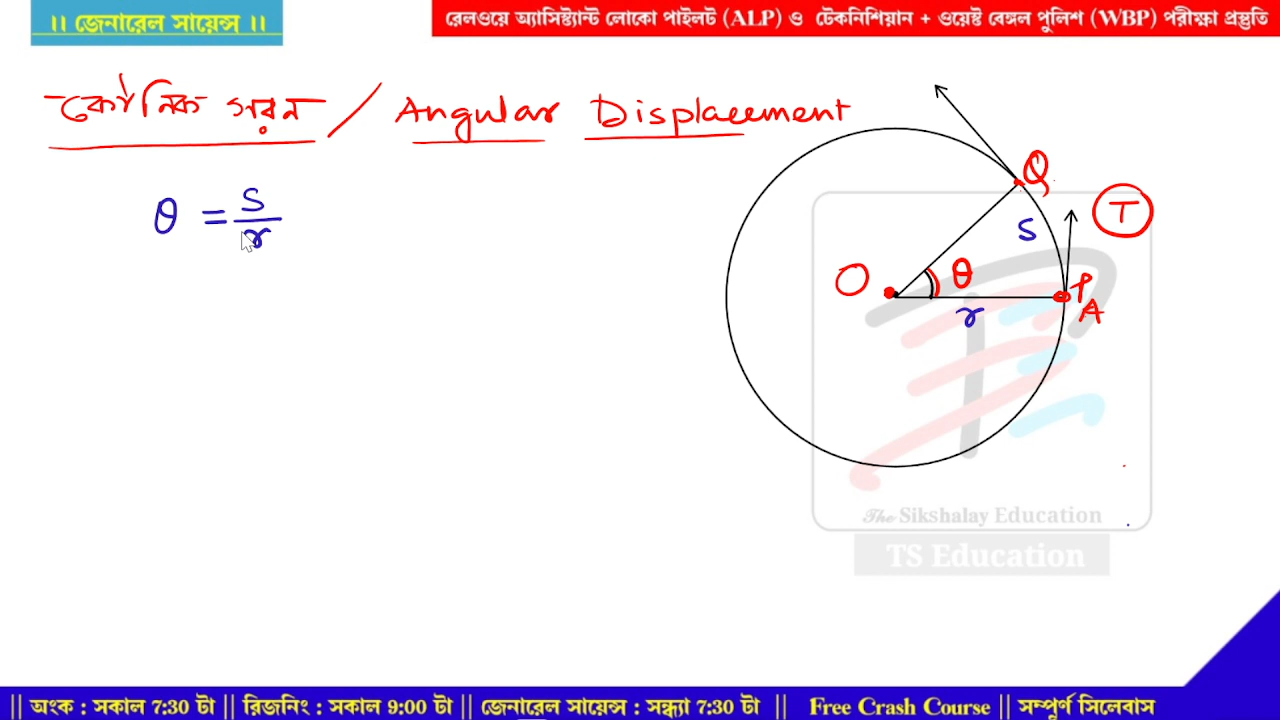 ।। জেনারেল সায়েন্স ।।
রেলওয়ে অ্যাসিস্ট্যান্ট লোকো পাইলট (ALP) ও টেকনিশিয়ান + ওয়েস্ট বেঙ্গল পুলিশ (WBP) পরীক্ষা প্রস্তুতি
কৌনিক সরন / Angular Displacement
θ = S/r
Q
T
S
O
θ
P
r
A
The Sikshalay Education
TS Education
|| অংক : সকাল 7:30 টা || রিজনিং : সকাল 9:00 টা || জেনারেল সায়েন্স : সন্ধ্যা 7:30 টা || Free Crash Course || সম্পূর্ণ সিলেবাস